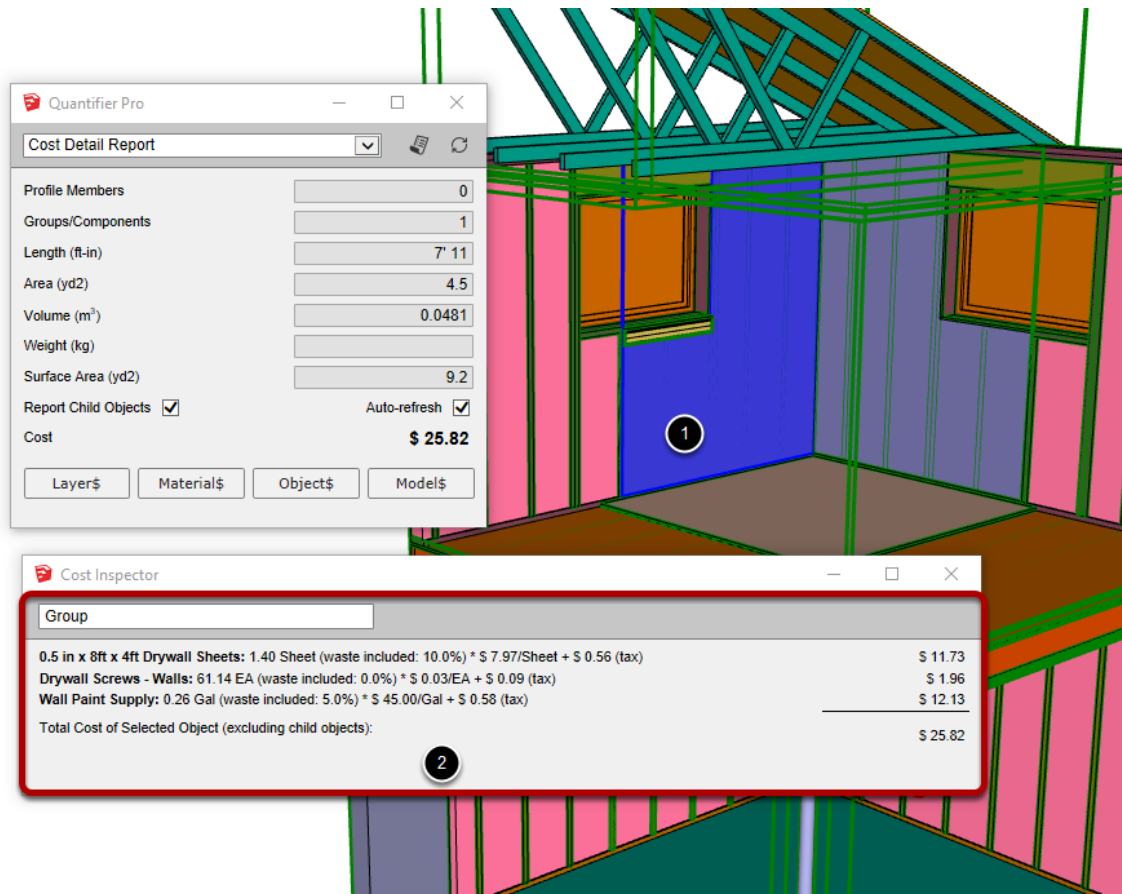 Quantifier Pro
Cost Detail Report
Profile Members 0
Groups/Components 1
Length (ft-in) 7' 11
Area (yd2) 4.5
Volume (m³) 0.0481
Weight (kg)
Surface Area (yd2) 9.2
Report Child Objects Auto-refresh
Cost $ 25.82
Layer$ Material$ Object$ Model$
1
Cost Inspector
Group
0.5 in x 8ft x 4ft Drywall Sheets: 1.40 Sheet (waste included: 10.0%) * $ 7.97/Sheet + $ 0.56 (tax) $ 11.73
Drywall Screws - Walls: 61.14 EA (waste included: 0.0%) * $ 0.03/EA + $ 0.09 (tax) $ 1.96
Wall Paint Supply: 0.26 Gal (waste included: 5.0%) * $ 45.00/Gal + $ 0.58 (tax) $ 12.13
Total Cost of Selected Object (excluding child objects): $ 25.82
2